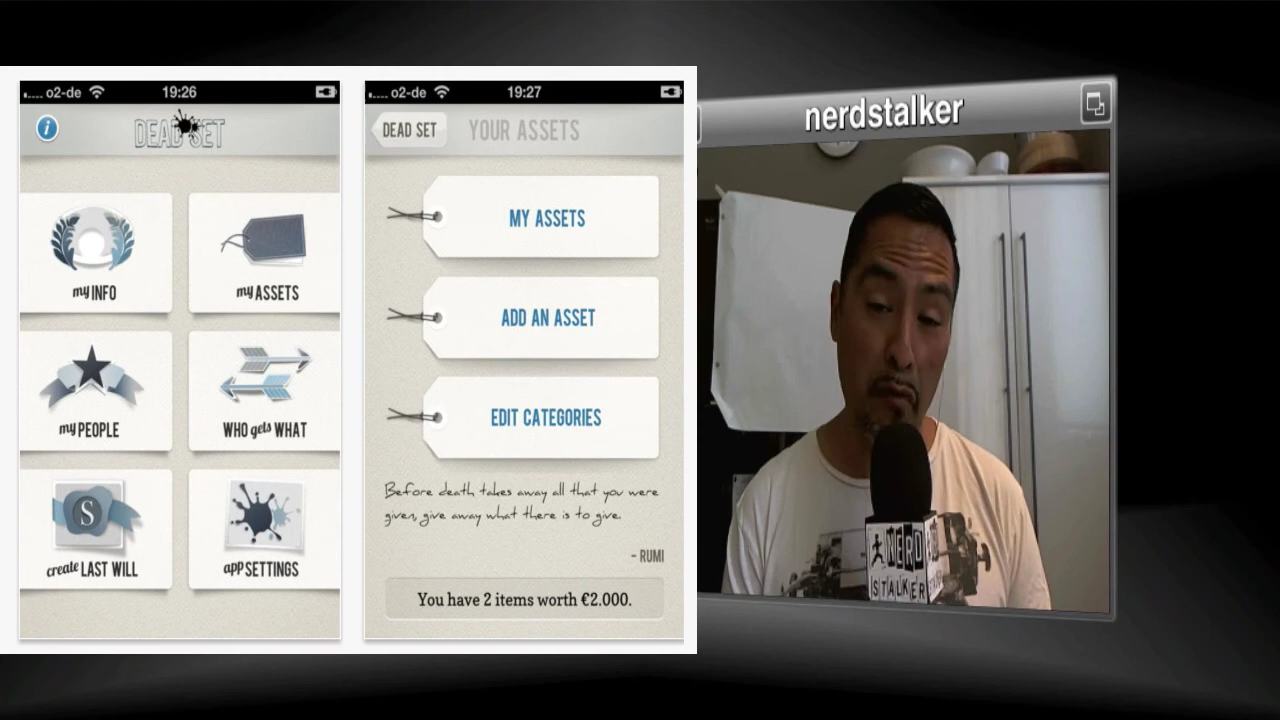 ..... o2-de 19:26
DEAD SET
my INFO
my ASSETS
my PEOPLE
WHO gets WHAT
S
create LAST WILL
app SETTINGS
..... o2-de 19:27
DEAD SET
YOUR ASSETS
MY ASSETS
ADD AN ASSET
EDIT CATEGORIES
Before death takes away all that you were
given, give away what there is to give.
- RUMI
You have 2 items worth €2.000.
nerdstalker
NERD
STALKER